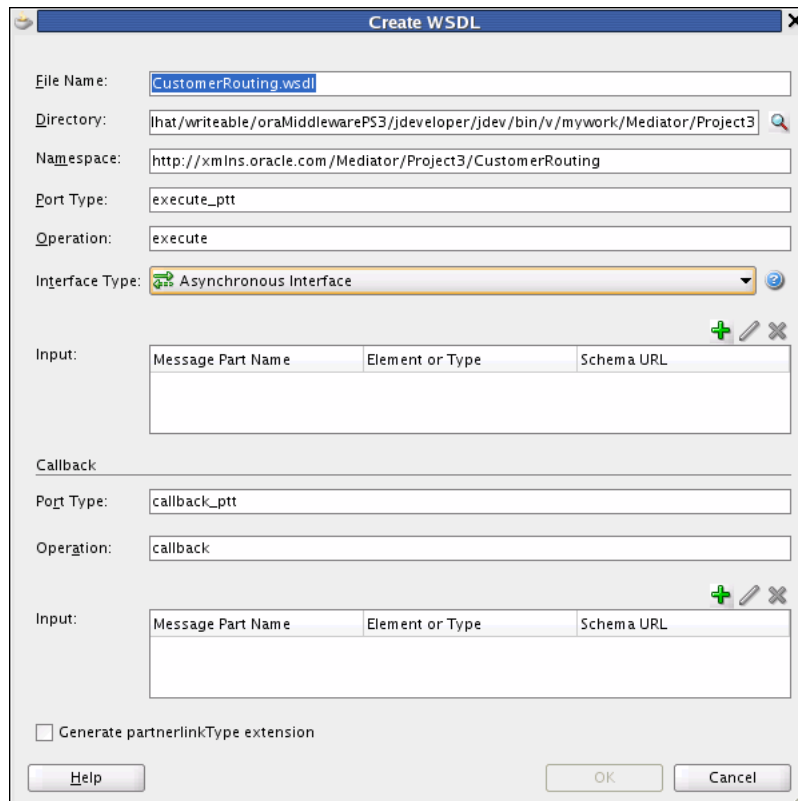 Create WSDL
File Name: CustomerRouting.wsdl
Directory: lhat/writeable/oraMiddlewarePS3/jdeveloper/jdev/bin/v/mywork/Mediator/Project3
Namespace: http://xmlns.oracle.com/Mediator/Project3/CustomerRouting
Port Type: execute_ptt
Operation: execute
Interface Type: Asynchronous Interface
Input: Message Part Name Element or Type Schema URL
Callback
Port Type: callback_ptt
Operation: callback
Input: Message Part Name Element or Type Schema URL
Generate partnerlinkType extension
Help OK Cancel